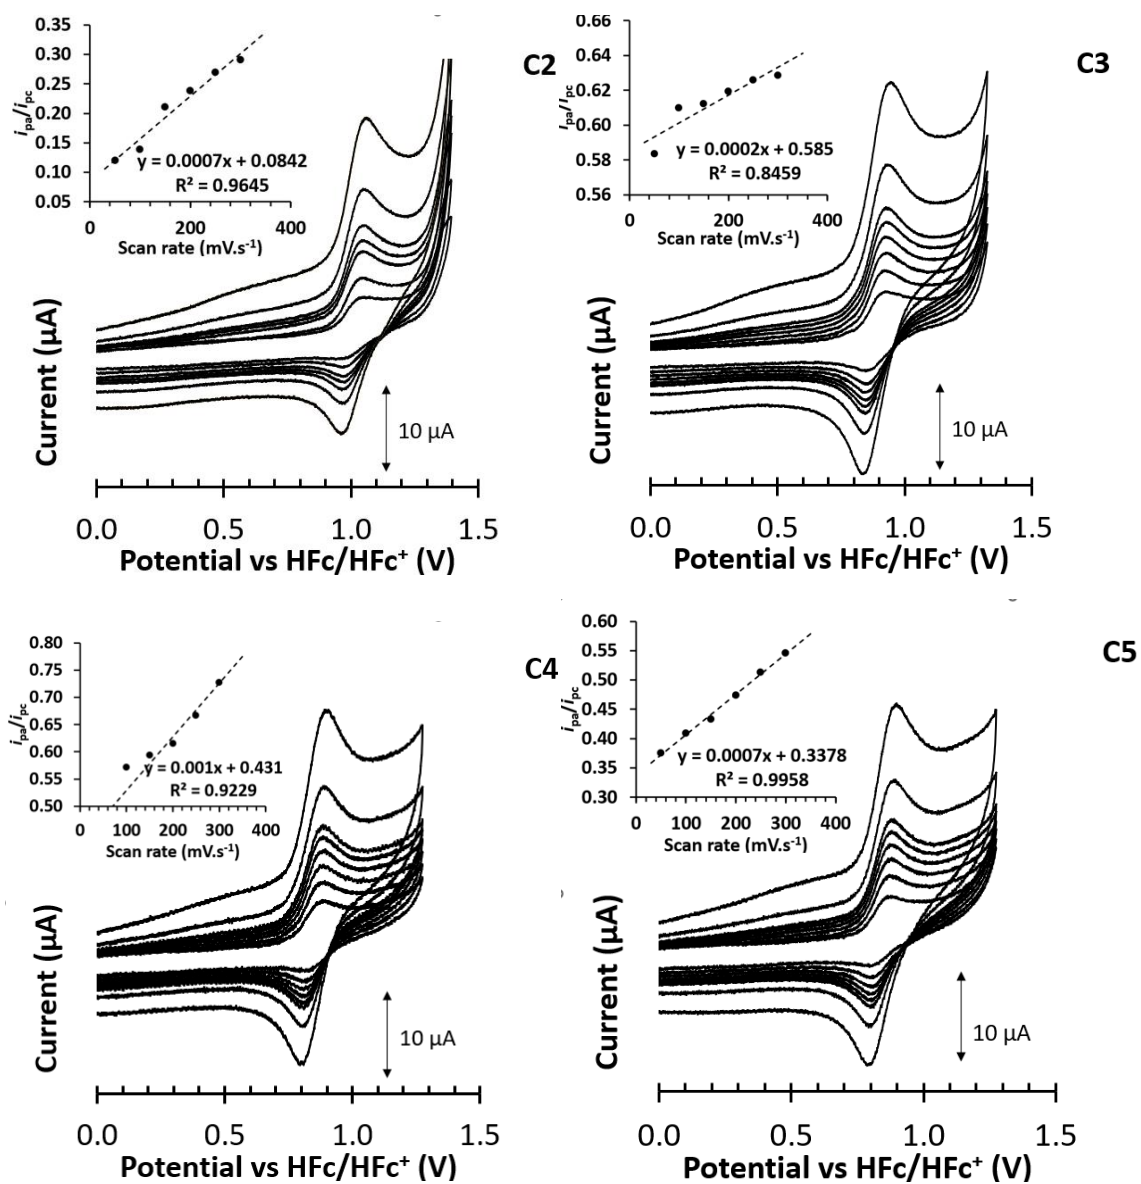 C2
0.35
0.30
0.25
0.20
0.15
0.10
0.05
ipa/ipc
y = 0.0007x + 0.0842
R² = 0.9645
0 200 400
Scan rate (mV.s⁻¹)
Current (µA)
10 µA
0.0 0.5 1.0 1.5
Potential vs HFc/HFc⁺ (V)
C3
0.66
0.64
0.62
0.60
0.58
0.56
ipa/ipc
y = 0.0002x + 0.585
R² = 0.8459
0 200 400
Scan rate (mV.s⁻¹)
Current (µA)
10 µA
0.0 0.5 1.0 1.5
Potential vs HFc/HFc⁺ (V)
C4
0.80
0.75
0.70
0.65
0.60
0.55
0.50
ipa/ipc
y = 0.001x + 0.431
R² = 0.9229
0 100 200 300 400
Scan rate (mV.s⁻¹)
Current (µA)
10 µA
0.0 0.5 1.0 1.5
Potential vs HFc/HFc⁺ (V)
C5
0.60
0.55
0.50
0.45
0.40
0.35
0.30
ipa/ipc
y = 0.0007x + 0.3378
R² = 0.9958
0 100 200 300 400
Scan rate (mV.s⁻¹)
Current (µA)
10 µA
0.0 0.5 1.0 1.5
Potential vs HFc/HFc⁺ (V)